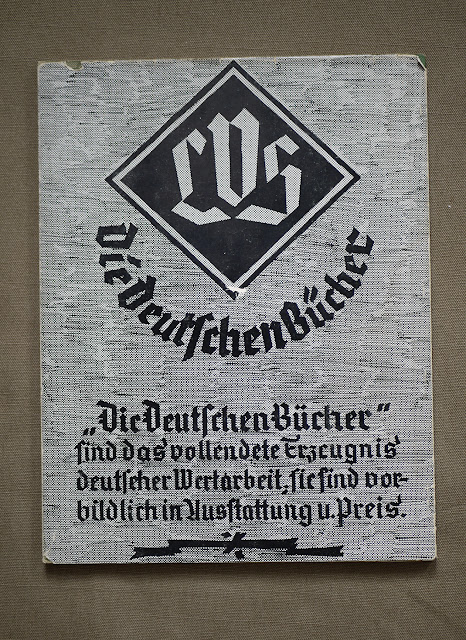 LVS
Die Deutschen Bücher
„Die Deutschen Bücher“
sind das vollendete Erzeugnis
deutscher Wertarbeit, sie sind vor-
bildlich in Ausstattung u. Preis.